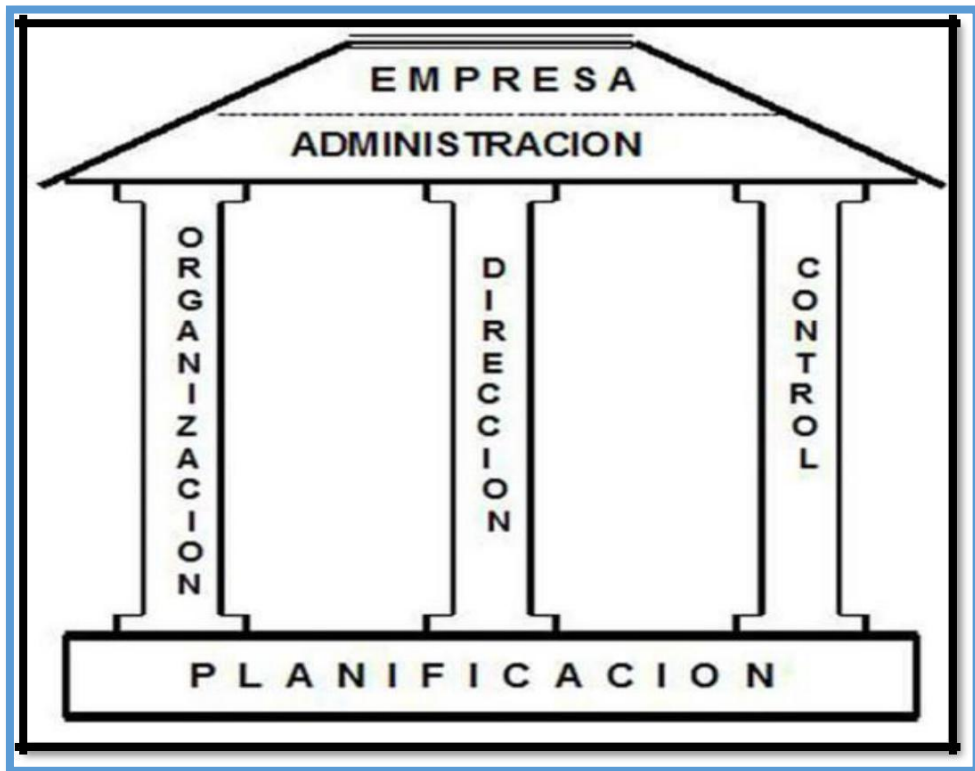 EMPRESA
ADMINISTRACION
ORGANIZACION
DIRECCION
CONTROL
PLANIFICACION